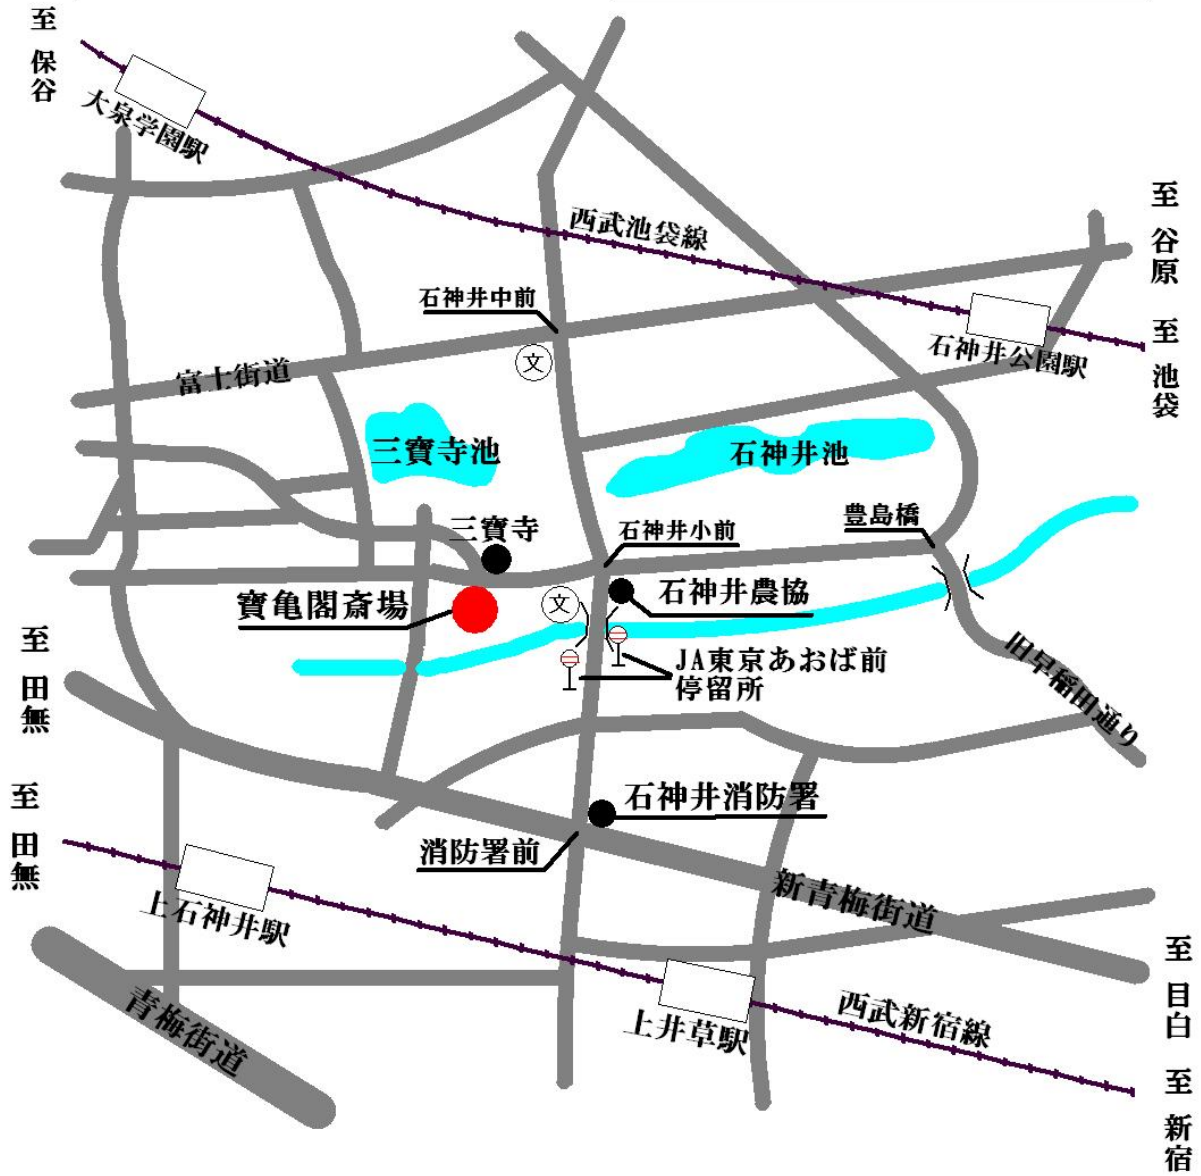 至 保谷
大泉学園駅
西武池袋線
至 谷原
石神井中前
至 池袋
石神井公園駅
文
富士街道
三寶寺池
石神井池
三寶寺
石神井小前
豊島橋
寶亀閣斎場
文
石神井農協
至 田無
JA東京あおば前
停留所
旧早稲田通り
至 田無
石神井消防署
消防署前
新青梅街道
上石神井駅
至 目白
青梅街道
上井草駅
西武新宿線
至 新宿